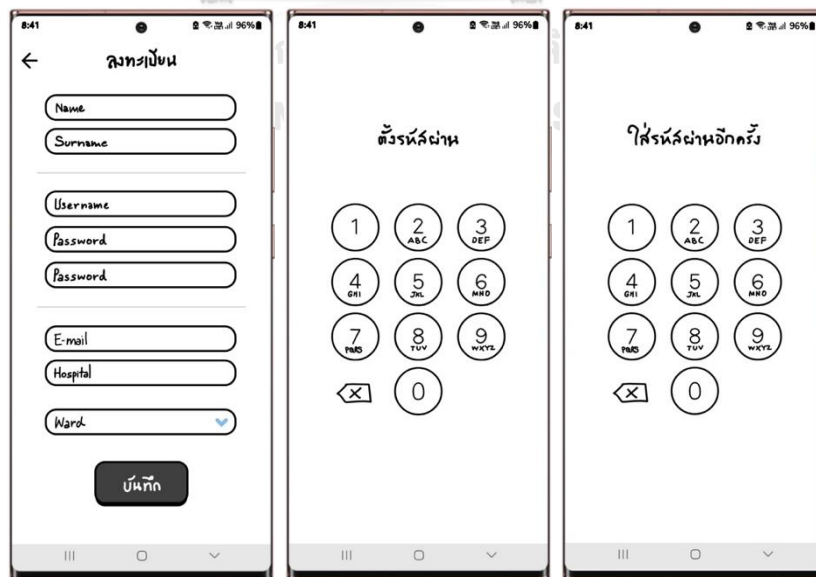 8:41 96%
ลงทะเบียน
Name
Surname
Username
Password
Password
E-mail
Hospital
Ward
บันทึก
8:41 96%
ตั้งรหัสผ่าน
1 2 3
ABC DEF
4 5 6
GHI JKL MNO
7 8 9
PQRS TUV WXYZ
0
8:41 96%
ใส่รหัสผ่านอีกครั้ง
1 2 3
ABC DEF
4 5 6
GHI JKL MNO
7 8 9
PQRS TUV WXYZ
0